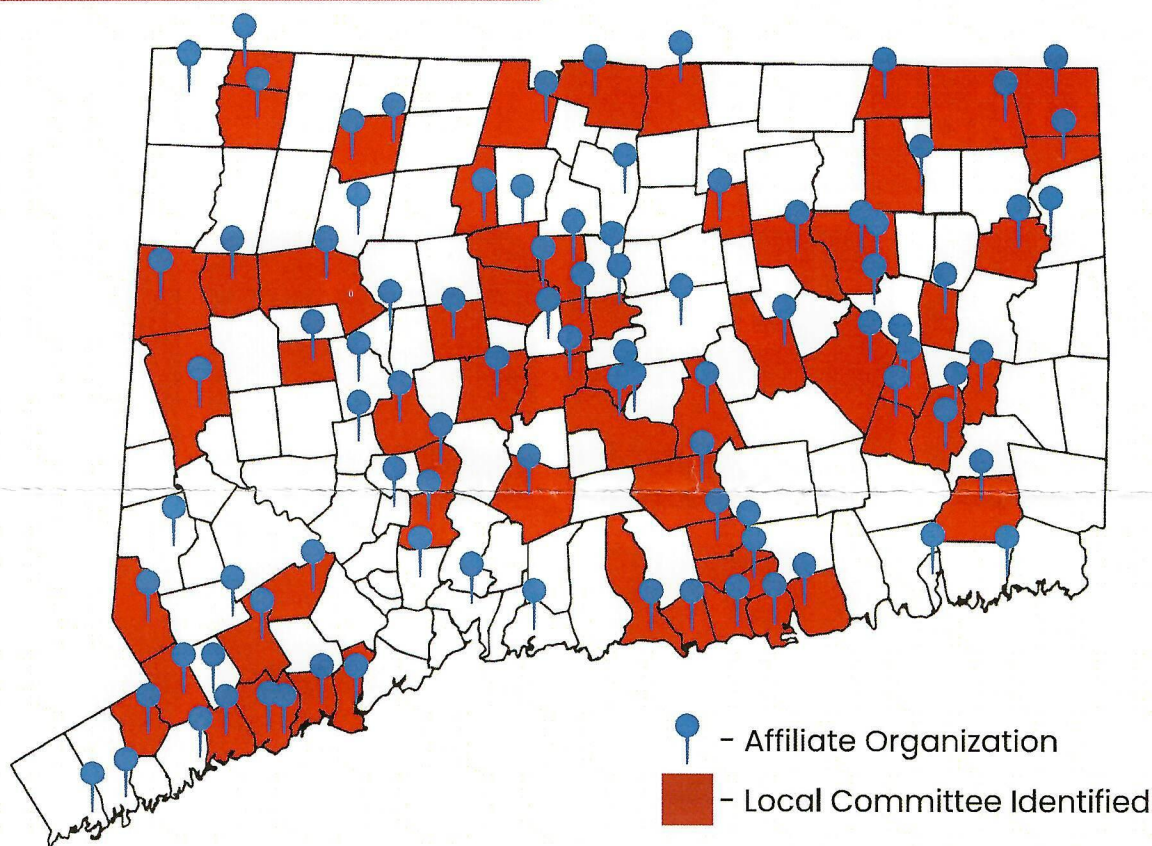 - Affiliate Organization
- Local Committee Identified